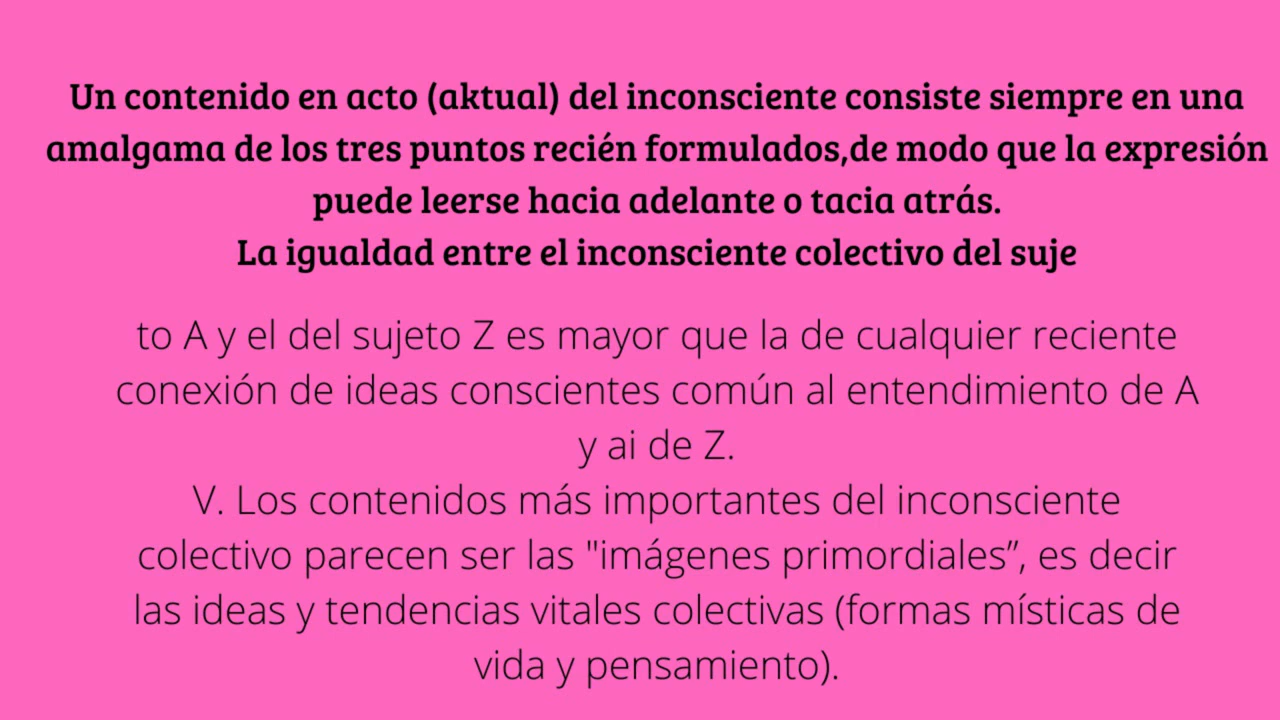 Un contenido en acto (aktual) del inconsciente consiste siempre en una
amalgama de los tres puntos recién formulados,de modo que la expresión
puede leerse hacia adelante o tacia atrás.
La igualdad entre el inconsciente colectivo del suje
to A y el del sujeto Z es mayor que la de cualquier reciente
conexión de ideas conscientes común al entendimiento de A
y ai de Z.
V. Los contenidos más importantes del inconsciente
colectivo parecen ser las "imágenes primordiales”, es decir
las ideas y tendencias vitales colectivas (formas místicas de
vida y pensamiento).